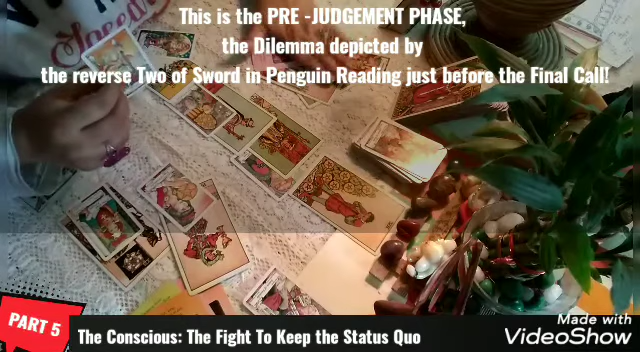 This is the PRE -JUDGEMENT PHASE,
the Dilemma depicted by
the reverse Two of Sword in Penguin Reading just before the Final Call!
PART 5
The Conscious: The Fight To Keep the Status Quo
Made with
VideoShow